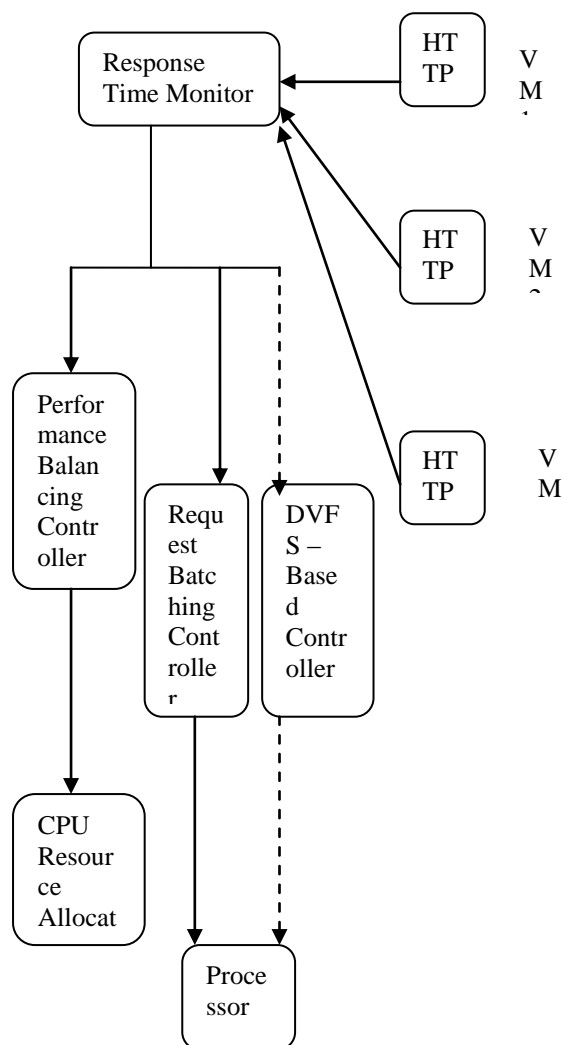 Response
Time Monitor
HT
TP
V
M
HT
TP
V
M
HT
TP
V
M
Perfor
mance
Balan
cing
Contr
oller
Requ
est
Batc
hing
Cont
rolle
r
DVF
S –
Base
d
Contr
oller
CPU
Resour
ce
Allocat
Proce
ssor